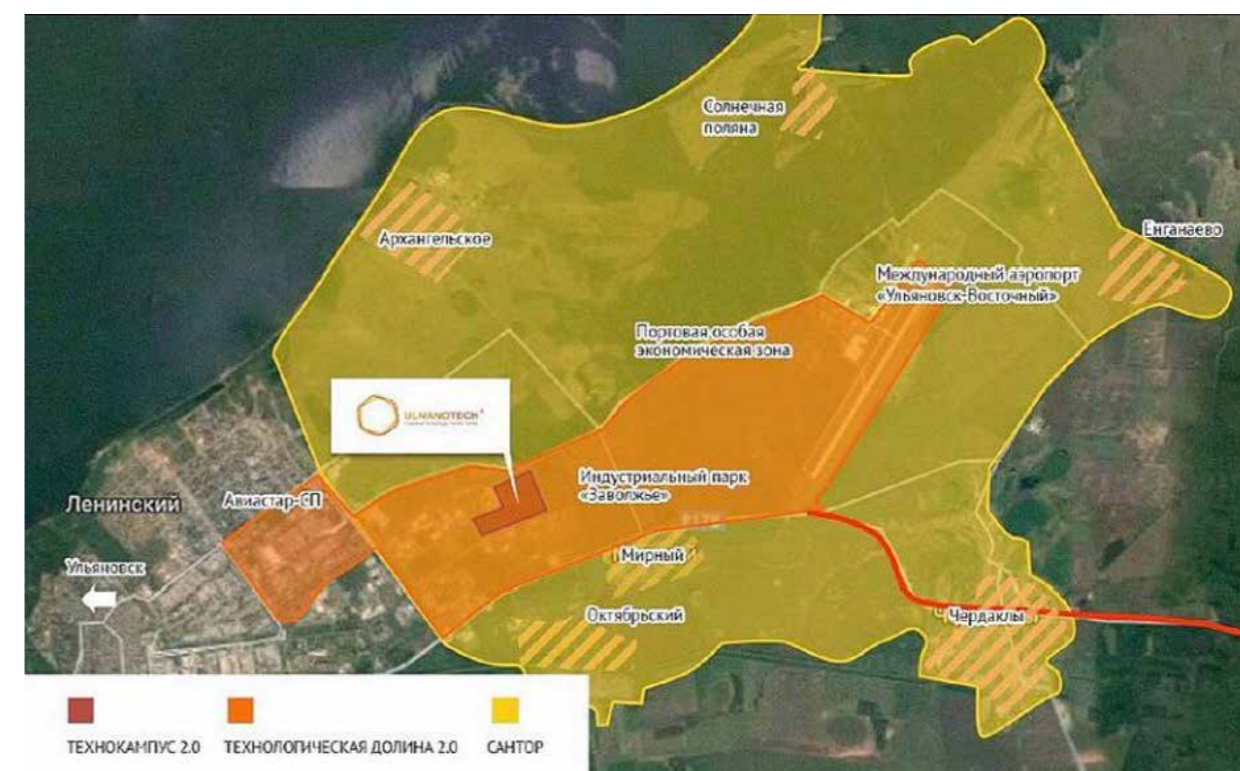 Солнечная
поляна
Архангельское
Енганаево
Международный аэропорт
«Ульяновск-Восточный»
Портовая особая
экономическая зона
ULNANOTECH
Индустриальный парк
«Заволжье»
Ленинский
Авиастар-СП
Мирный
Ульяновск
Октябрьский
Чердаклы
ТЕХНОКАМПУС 2.0
ТЕХНОЛОГИЧЕСКАЯ ДОЛИНА 2.0
САНТОР